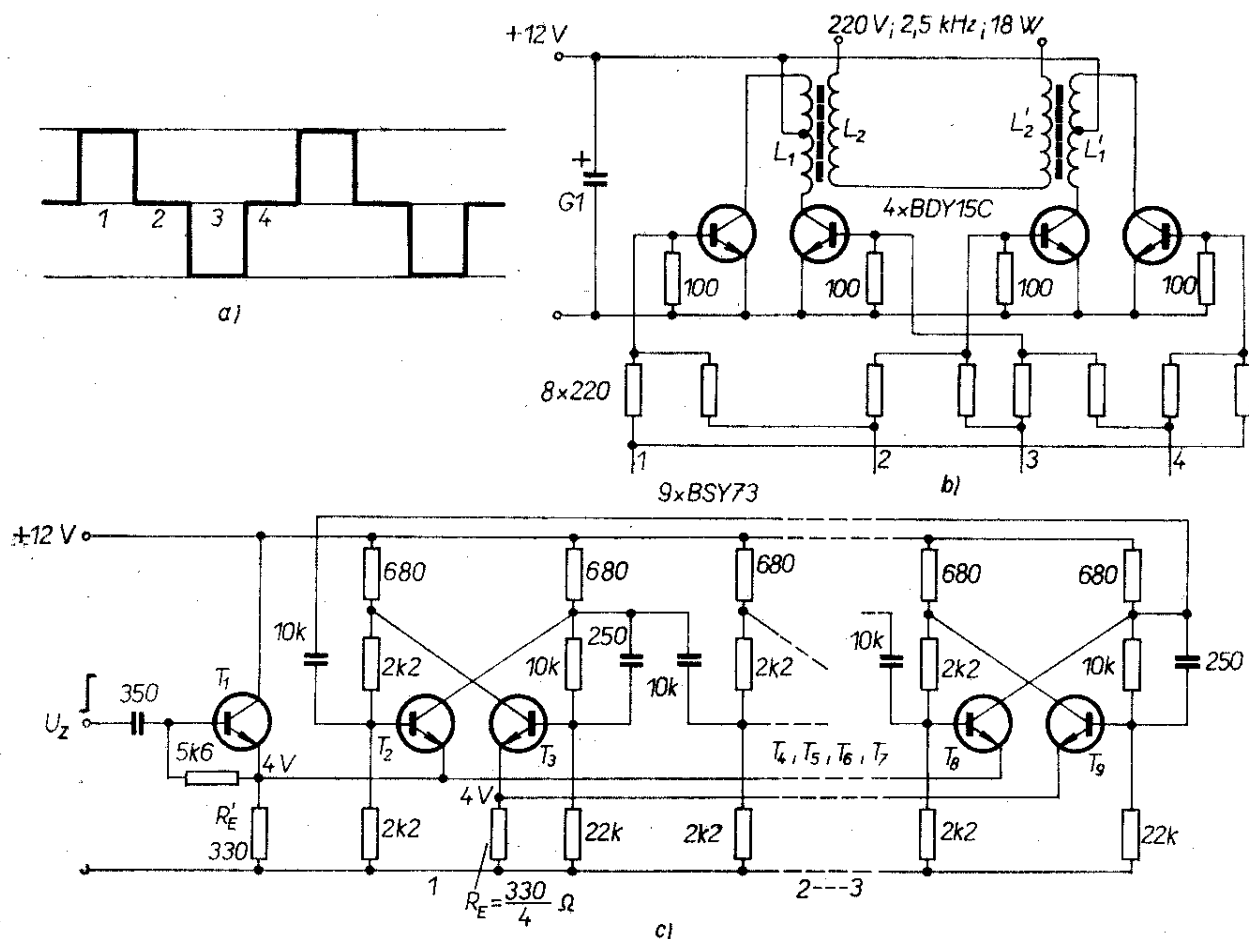 +12 V
220 V; 2,5 kHz; 18 W
1 2 3 4
a)
+
G1
L1 L2
L2' L1'
4×BDY15C
100 100 100 100
8×220
1 2 3 4
b)
9×BSY73
+12 V
680 680 680 680 680
10k 250 10k 250
2k2 10k 10k 2k2 2k2 10k
350 T1
UZ
5k6
4 V
T2 T3 T4, T5, T6, T7 T8 T9
4 V
R'E
330
2k2 22k 2k2 2k2 22k
1 2---3
RE = 330/4 Ω
c)